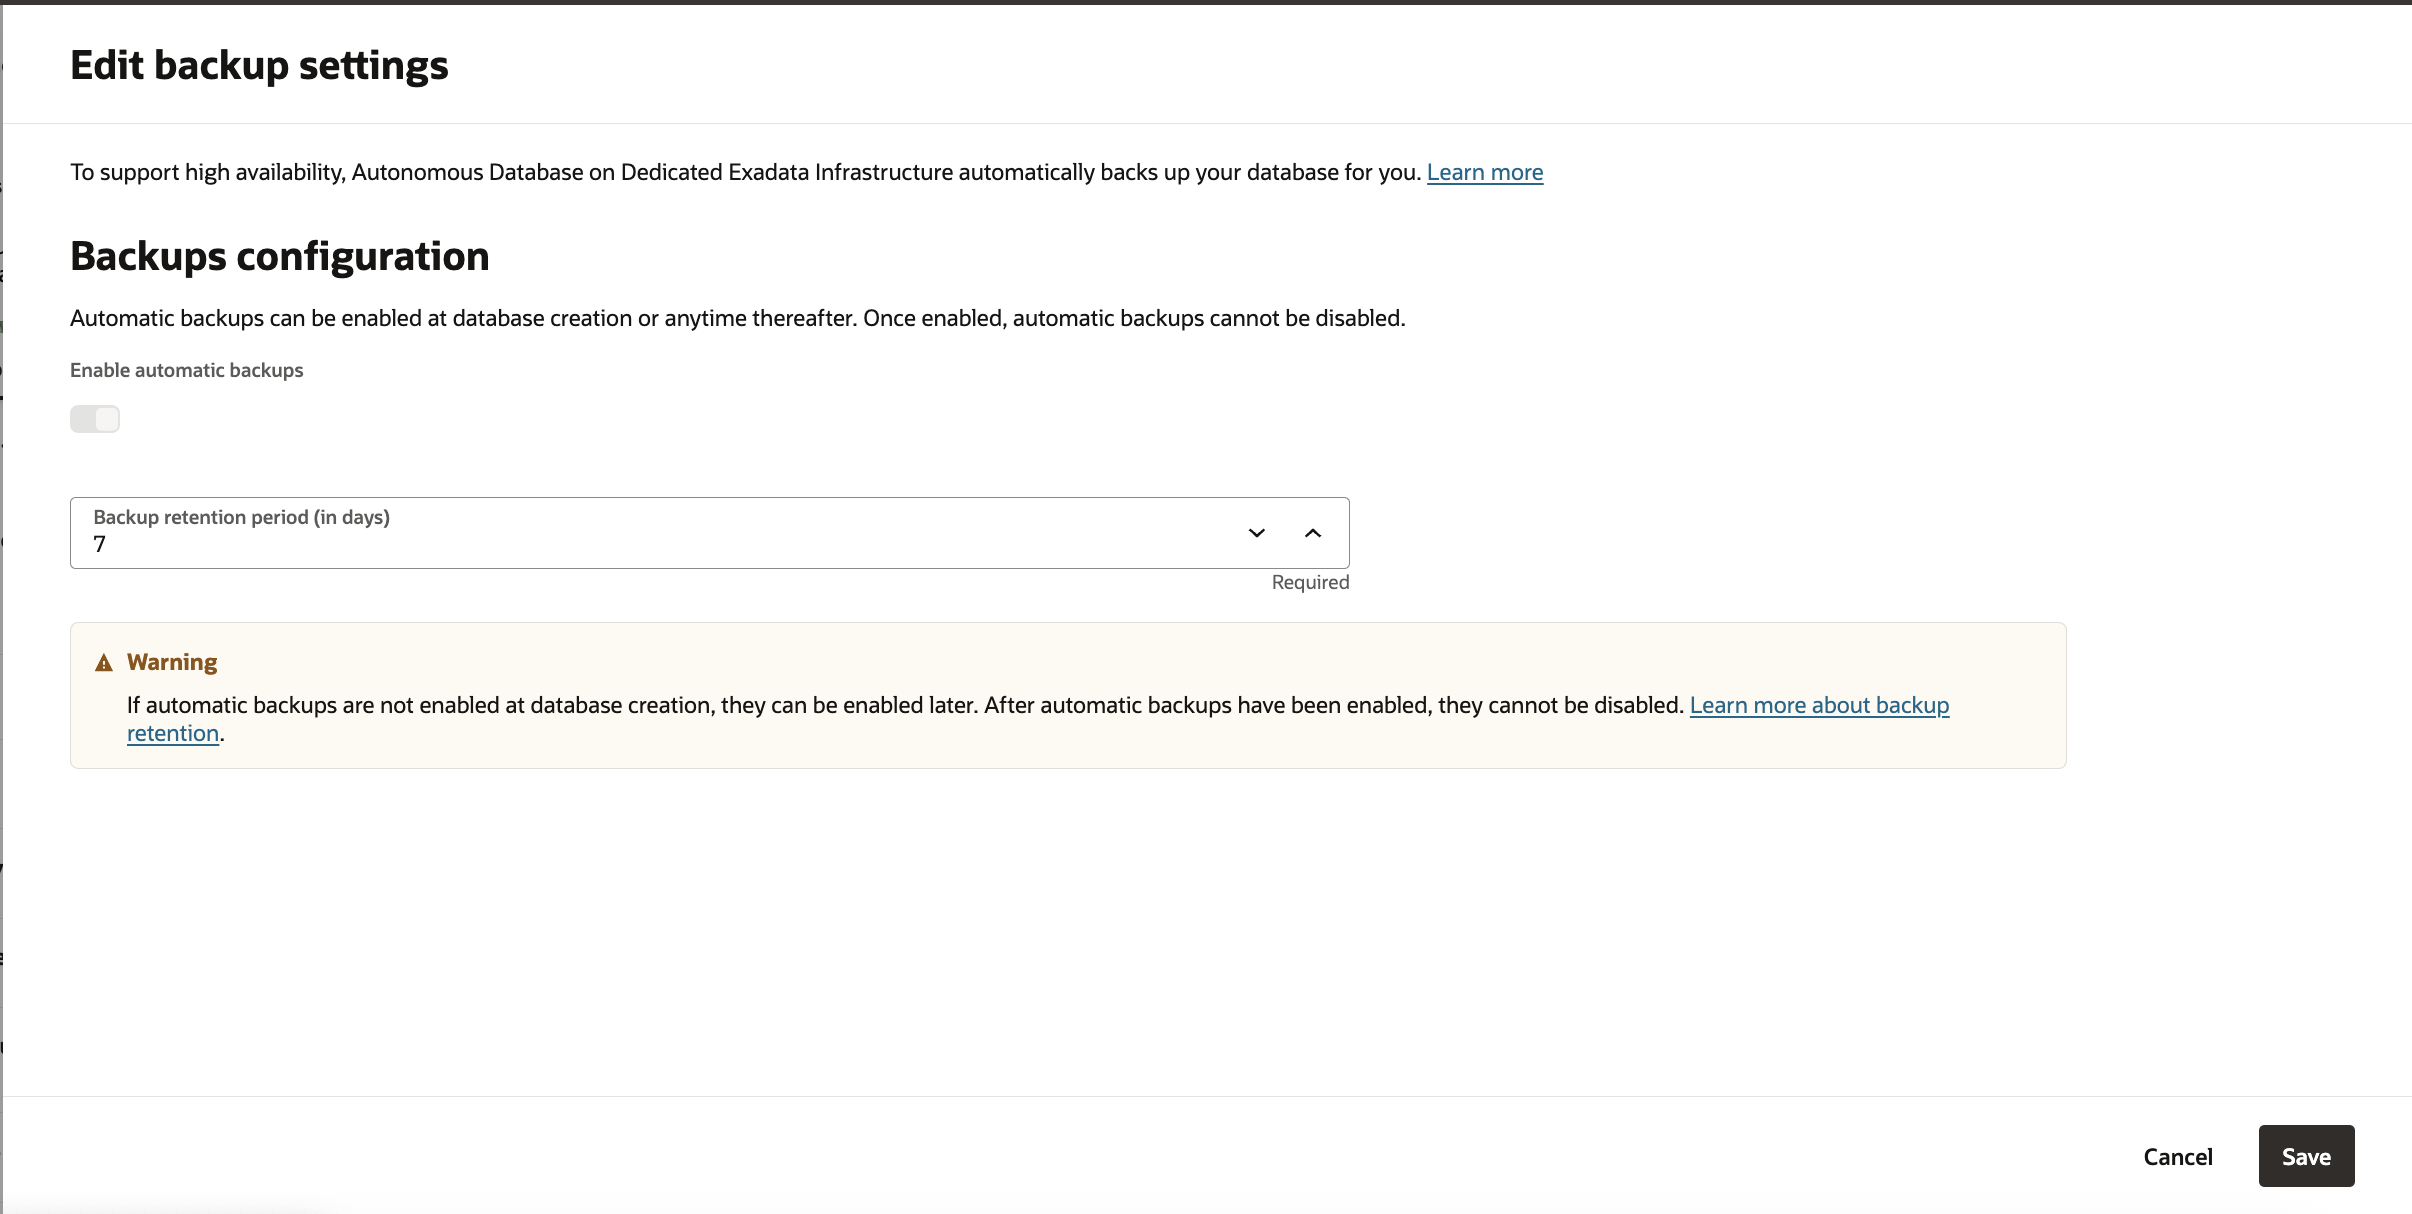 Edit backup settings
To support high availability, Autonomous Database on Dedicated Exadata Infrastructure automatically backs up your database for you. Learn more
Backups configuration
Automatic backups can be enabled at database creation or anytime thereafter. Once enabled, automatic backups cannot be disabled.
Enable automatic backups
Backup retention period (in days)
7
Required
Warning
If automatic backups are not enabled at database creation, they can be enabled later. After automatic backups have been enabled, they cannot be disabled. Learn more about backup
retention.
Cancel
Save